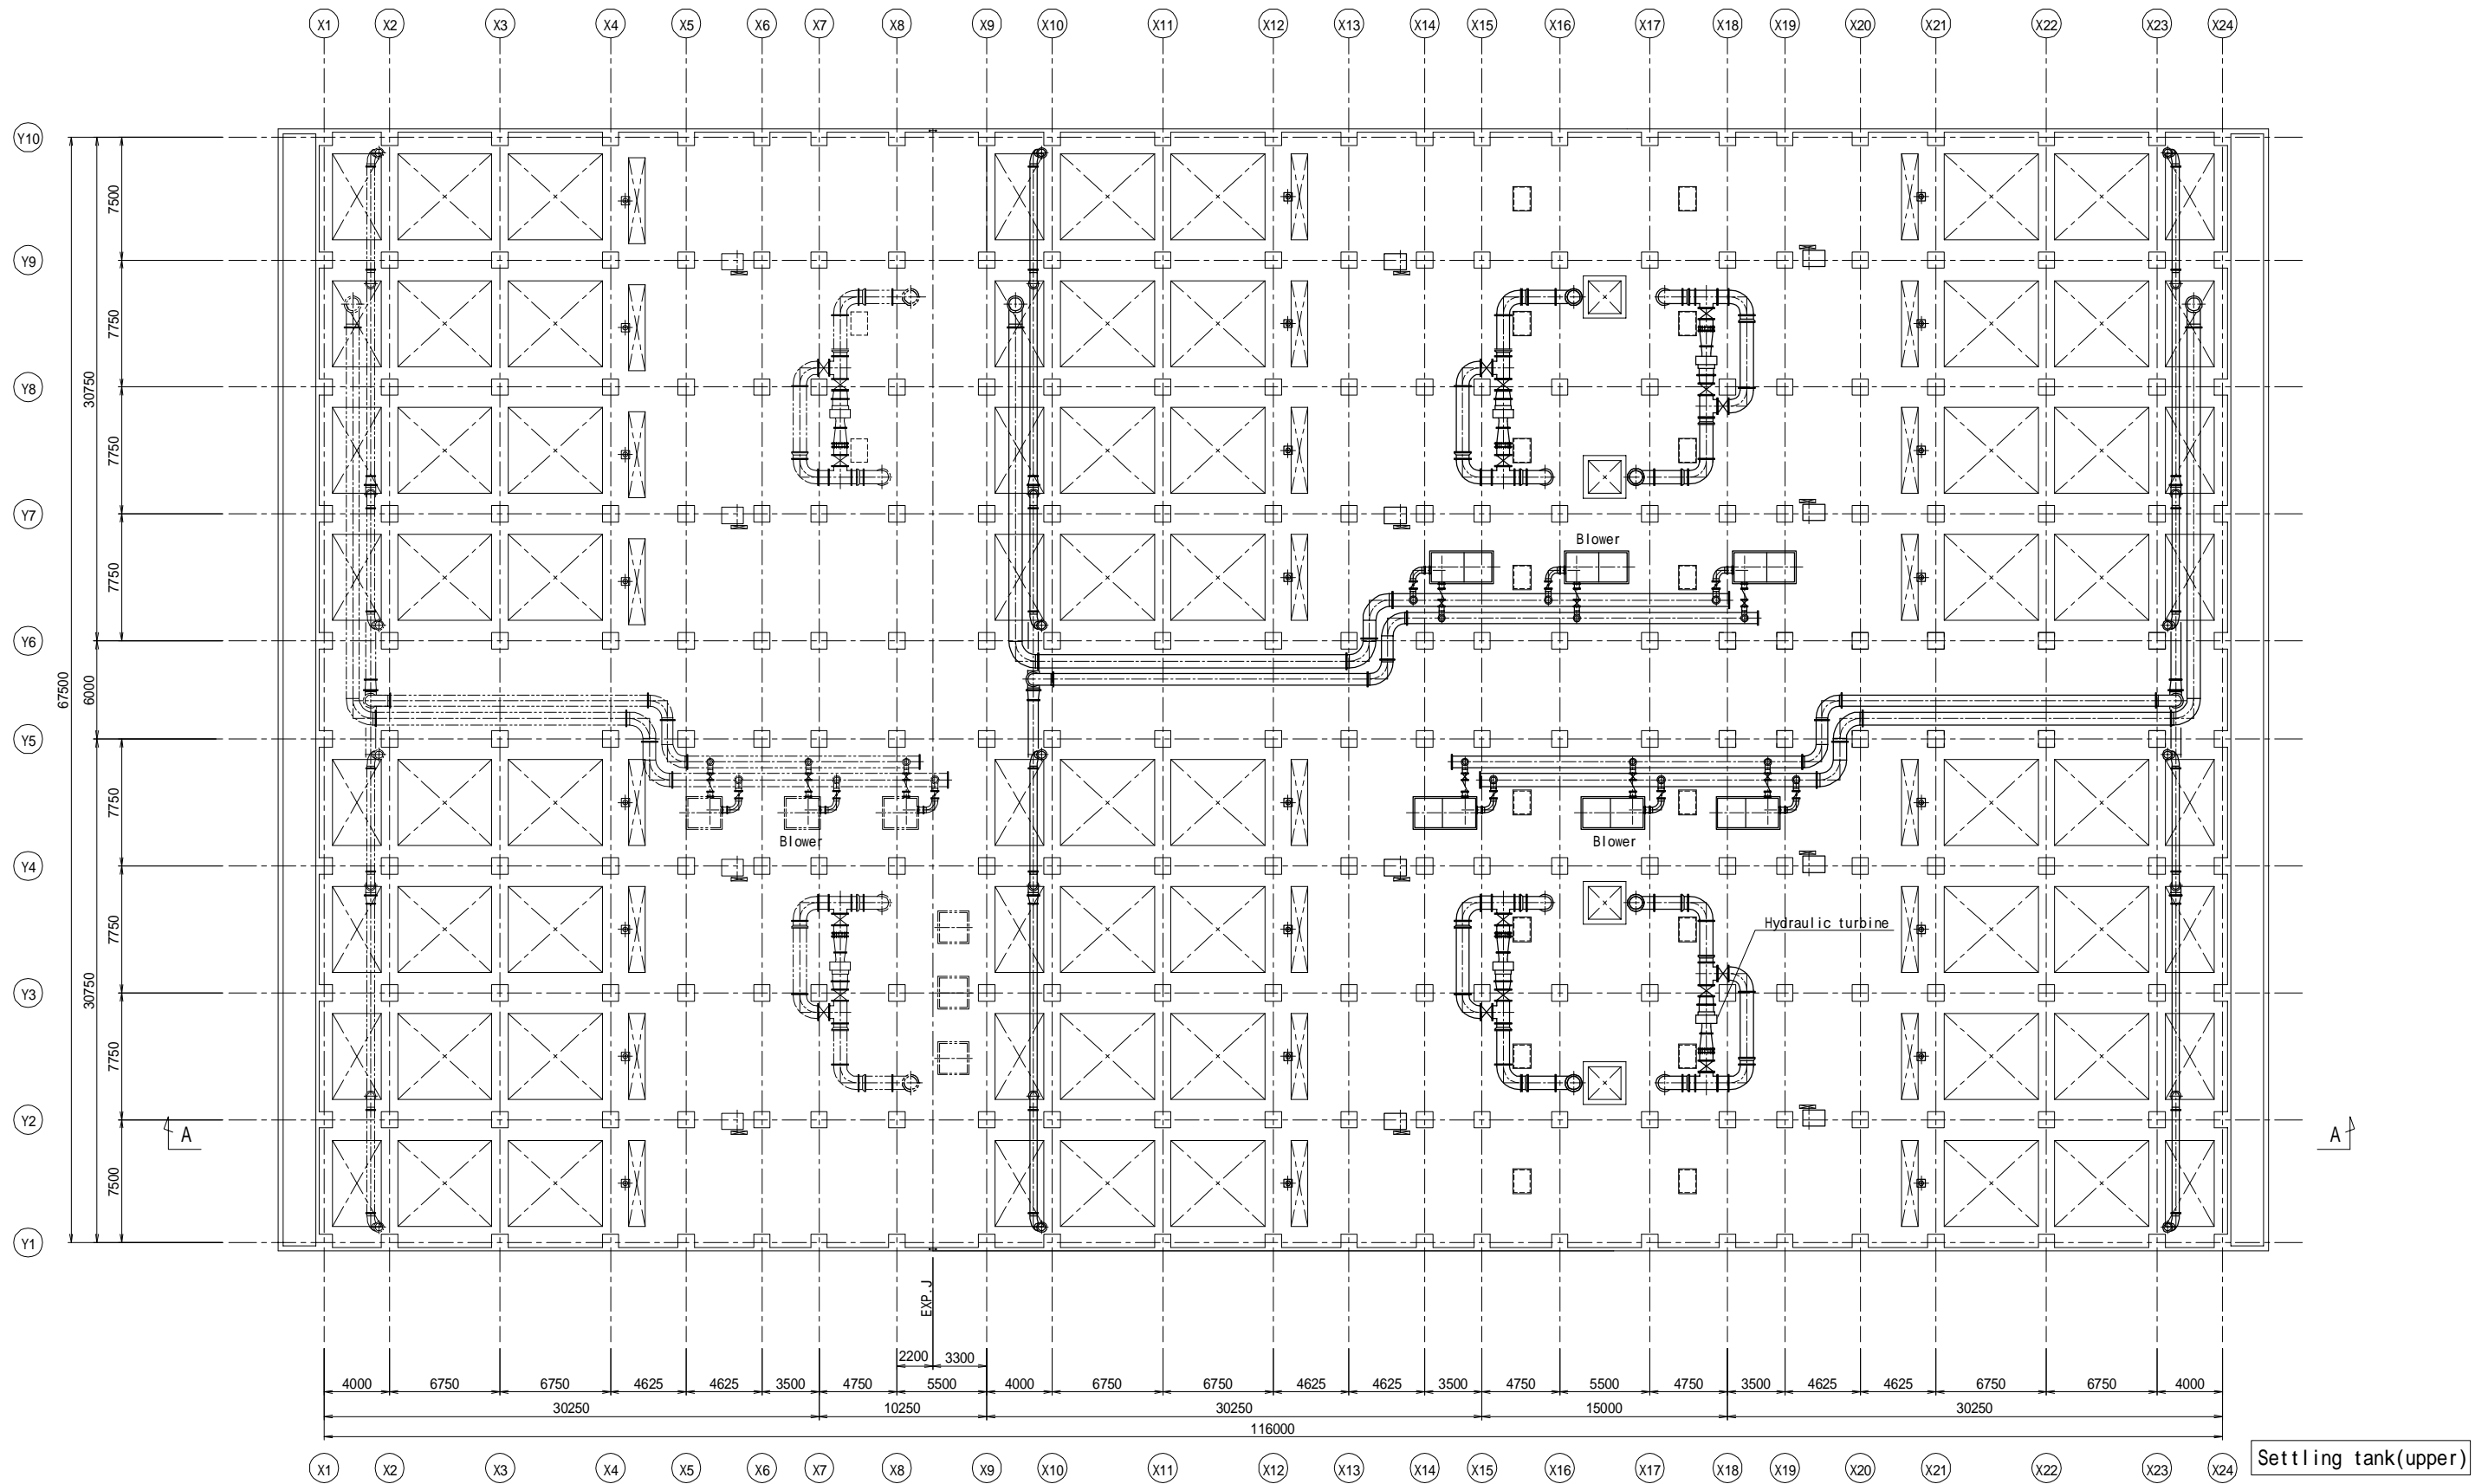 X1 X2 X3 X4 X5 X6 X7 X8 X9 X10 X11 X12 X13 X14 X15 X16 X17 X18 X19 X20 X21 X22 X23 X24
Y10
7500
Y9
7750
30750
Y8
7750
Y7
Blower
7750
Y6
67500
6000
Y5
7750
Blower
Blower
Y4
7750
Hydraulic turbine
30750
Y3
7750
Y2
A
A
7500
Y1
EXP.J
2200 3300
4000 6750 6750 4625 4625 3500 4750 5500 4000 6750 6750 4625 4625 3500 4750 5500 4750 3500 4625 4625 6750 6750 4000
30250 10250 30250 15000 30250
116000
X1 X2 X3 X4 X5 X6 X7 X8 X9 X10 X11 X12 X13 X14 X15 X16 X17 X18 X19 X20 X21 X22 X23 X24
Settling tank(upper)